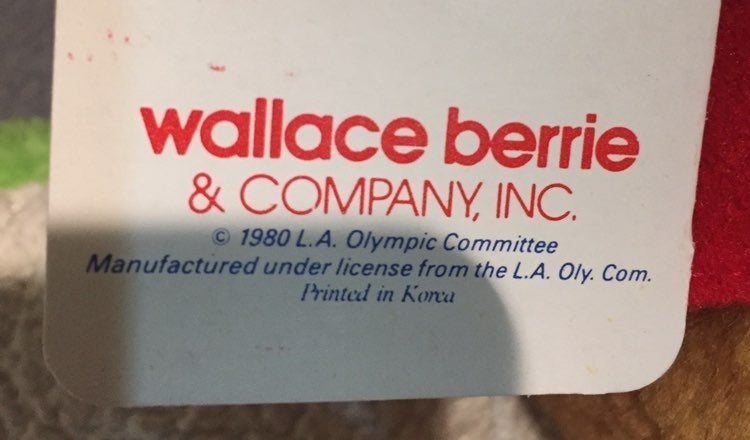 wallace berrie
& COMPANY, INC.
© 1980 L.A. Olympic Committee
Manufactured under license from the L.A. Oly. Com.
Printed in Korea